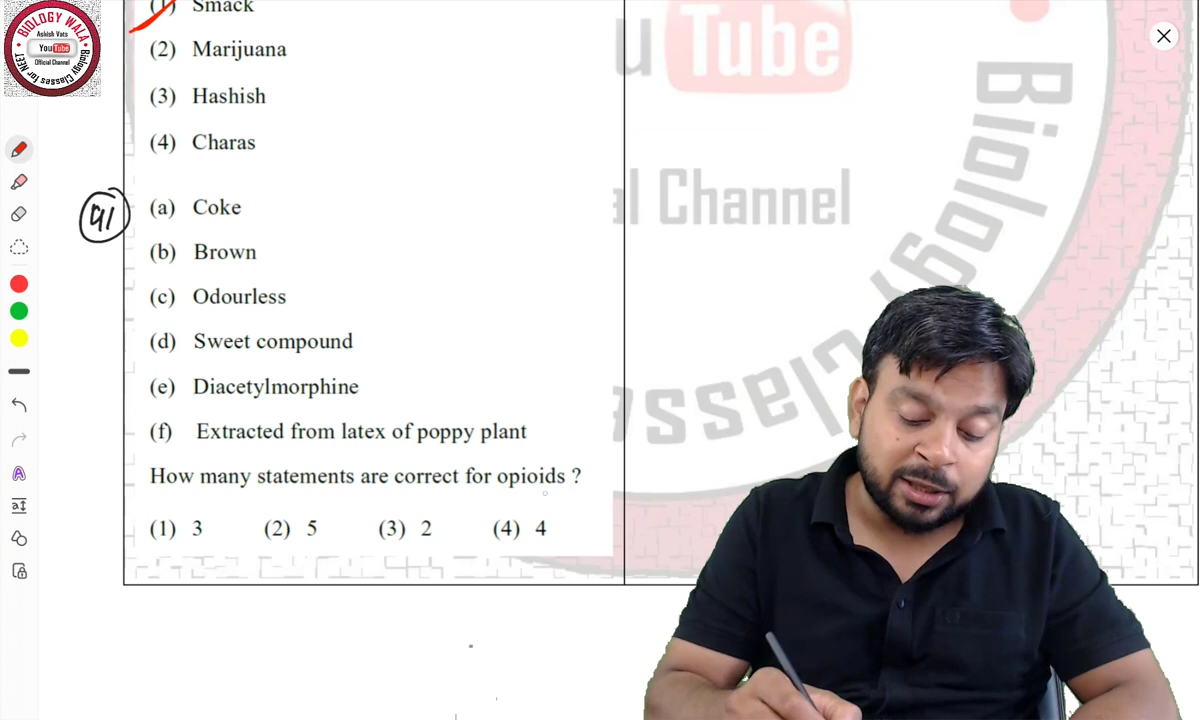 (1) Smack
BIOLOGY WALA
Ashish Vats
YouTube
Official Channel
Biology Classes for NEET
u Tube
(2) Marijuana
(3) Hashish
(4) Charas
l Channel
Biology
Classes
91
(a) Coke
(b) Brown
(c) Odourless
(d) Sweet compound
(e) Diacetylmorphine
(f) Extracted from latex of poppy plant
How many statements are correct for opioids ?
(1) 3 (2) 5 (3) 2 (4) 4